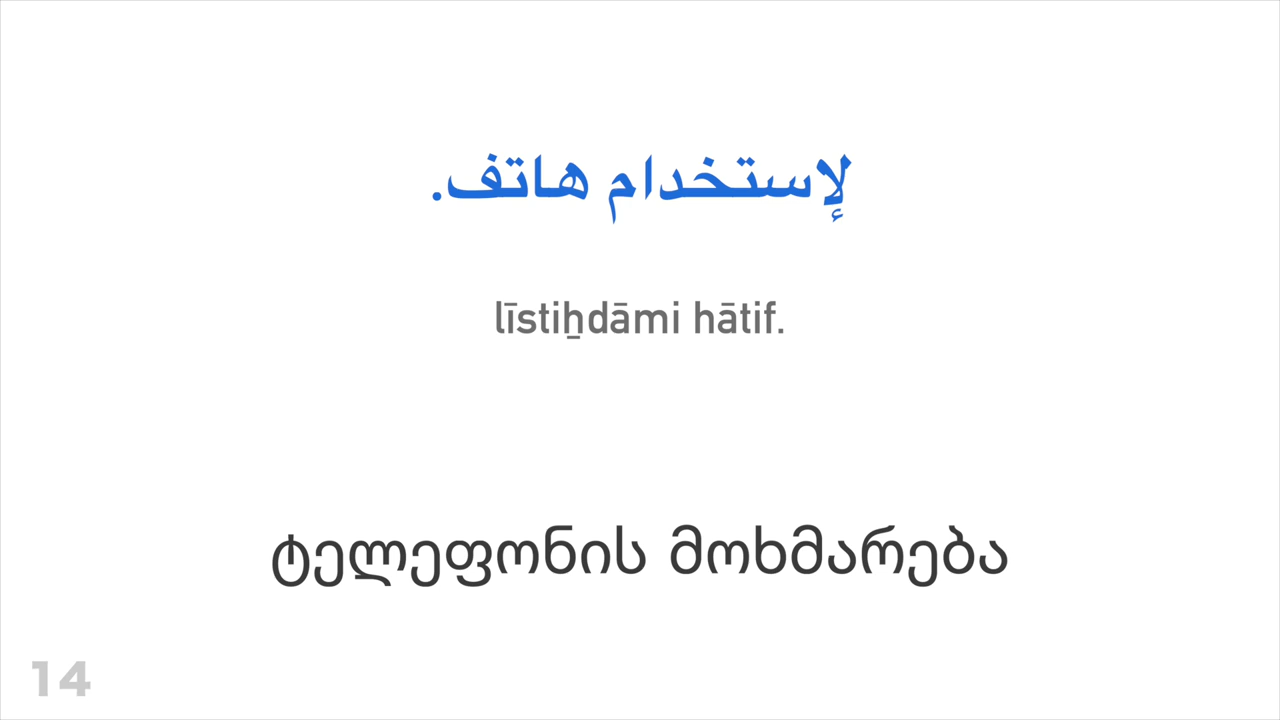 لإستخدام هاتف.
līstiẖdāmi hātif.
ტელეფონის მოხმარება
14